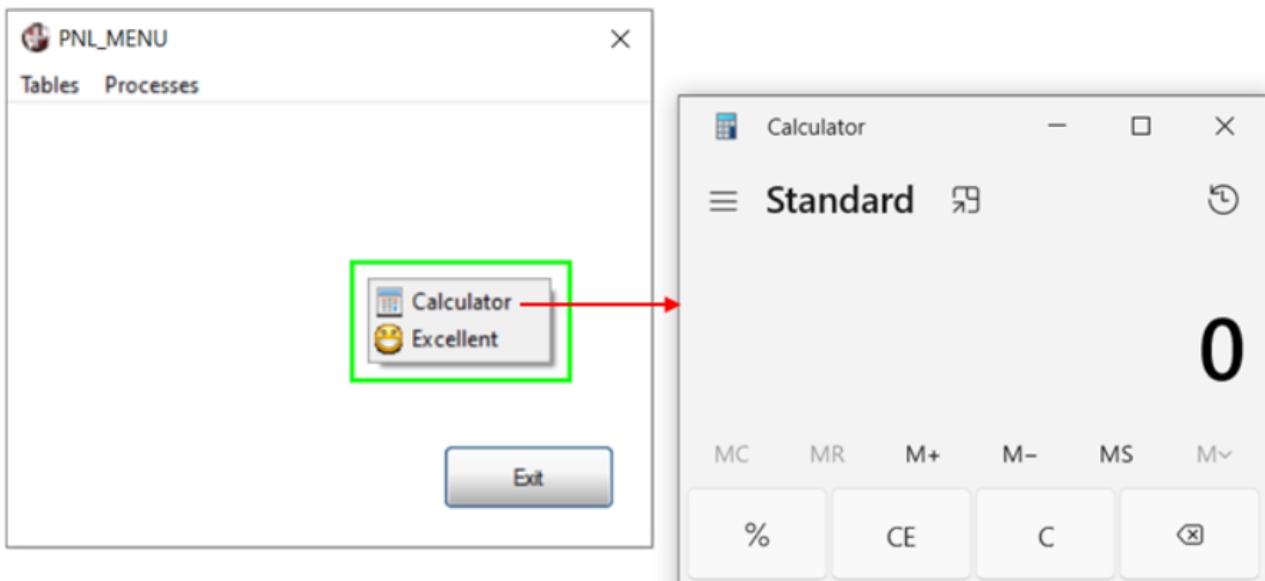 PNL_MENU
Tables Processes
Calculator
Excellent
Exit
Calculator
Standard
0
MC MR M+ M− MS M
% CE C